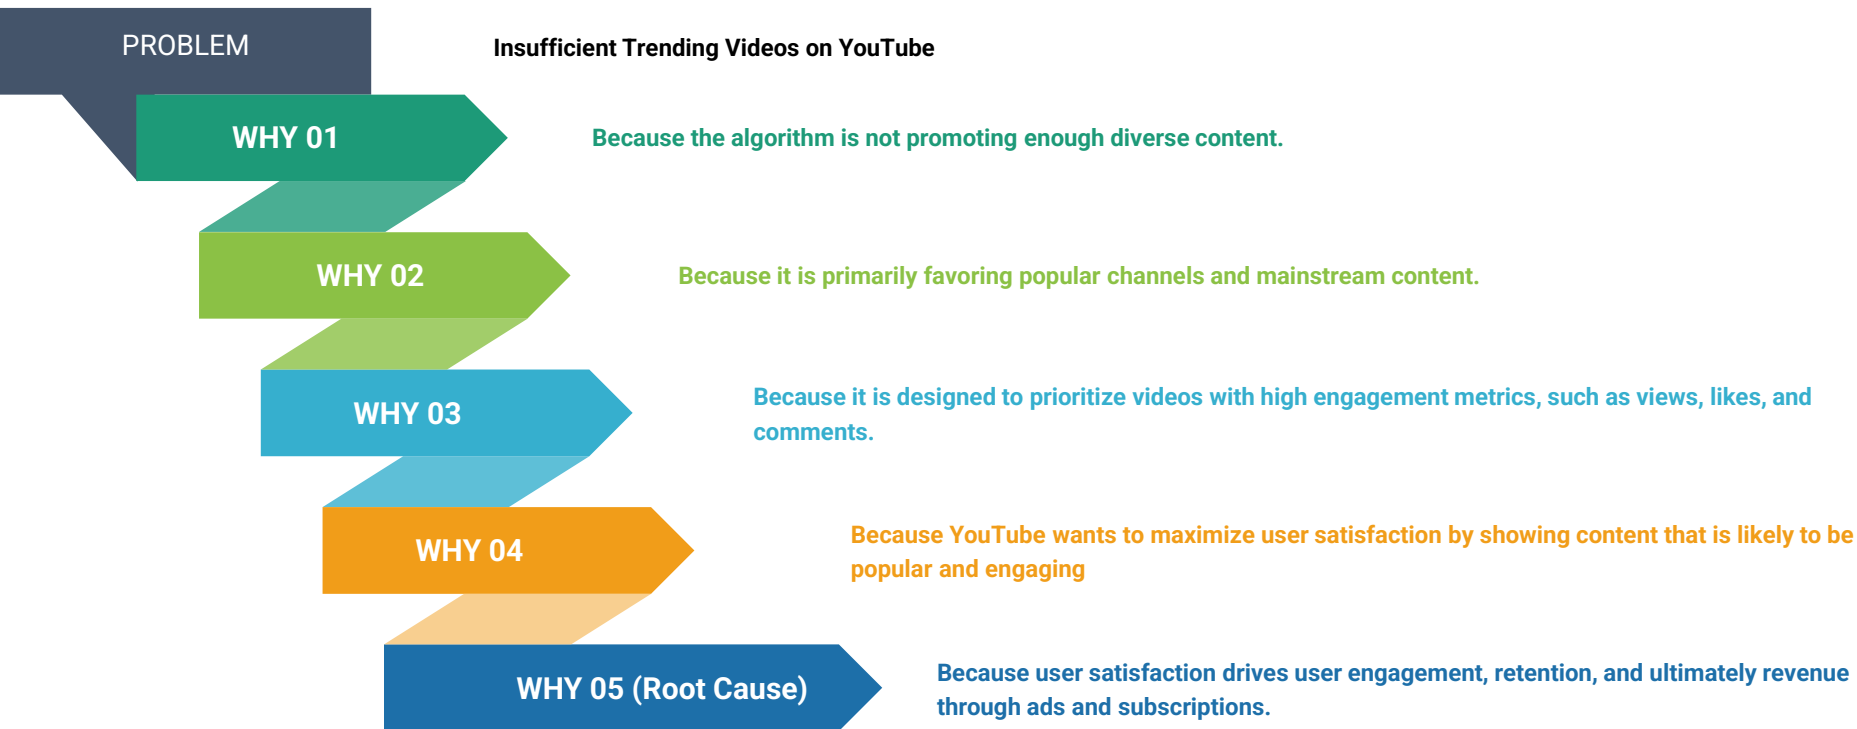 PROBLEM
Insufficient Trending Videos on YouTube
WHY 01
Because the algorithm is not promoting enough diverse content.
WHY 02
Because it is primarily favoring popular channels and mainstream content.
WHY 03
Because it is designed to prioritize videos with high engagement metrics, such as views, likes, and
comments.
WHY 04
Because YouTube wants to maximize user satisfaction by showing content that is likely to be
popular and engaging
WHY 05 (Root Cause)
Because user satisfaction drives user engagement, retention, and ultimately revenue
through ads and subscriptions.